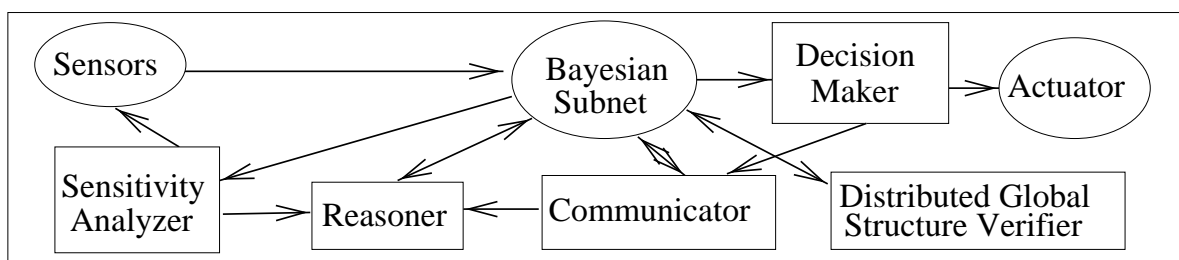 Sensors
Bayesian
Subnet
Decision
Maker
Actuator
Sensitivity
Analyzer
Reasoner
Communicator
Distributed Global
Structure Verifier